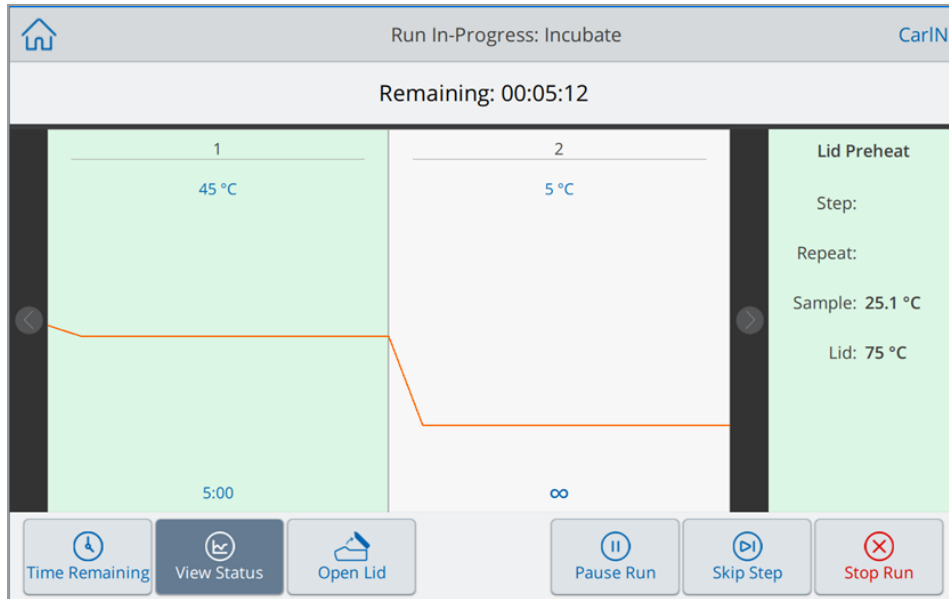 Run In-Progress: Incubate
CarlN
Remaining: 00:05:12
1
45 °C
5:00
2
5 °C
∞
Lid Preheat
Step:
Repeat:
Sample: 25.1 °C
Lid: 75 °C
Time Remaining
View Status
Open Lid
Pause Run
Skip Step
Stop Run